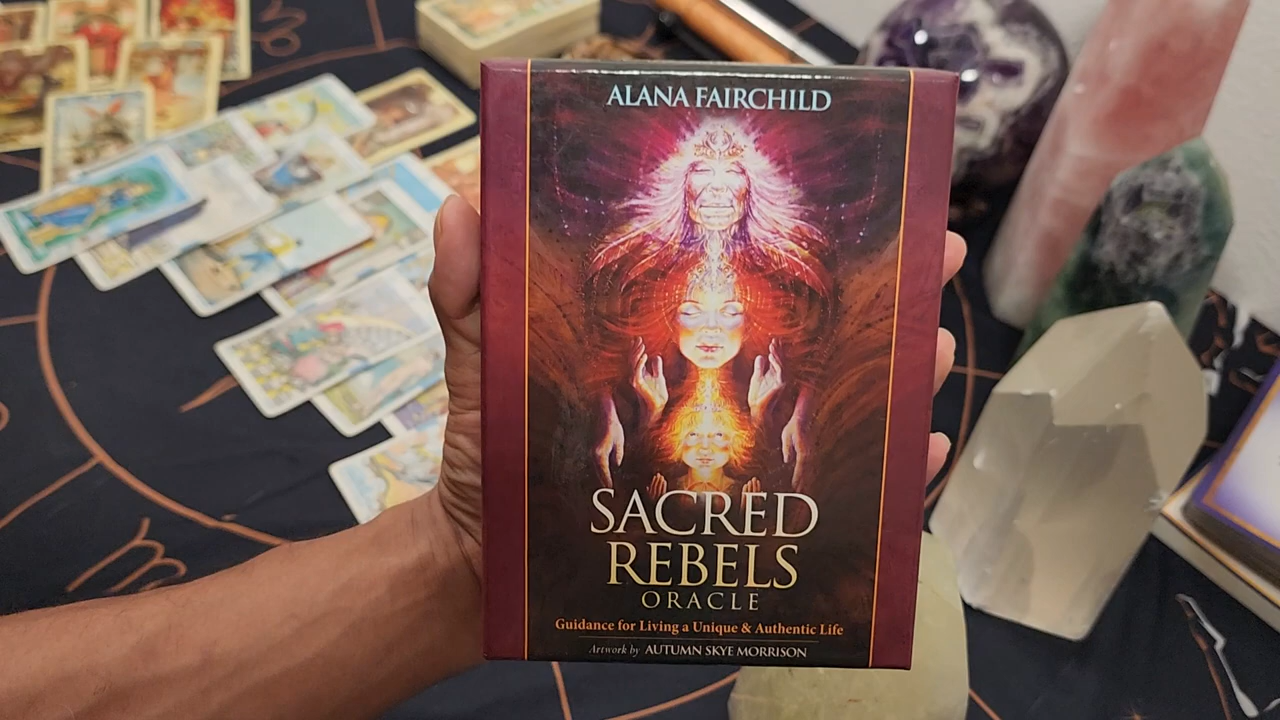 ALANA FAIRCHILD
SACRED
REBELS
ORACLE
Guidance for Living a Unique & Authentic Life
Artwork by AUTUMN SKYE MORRISON